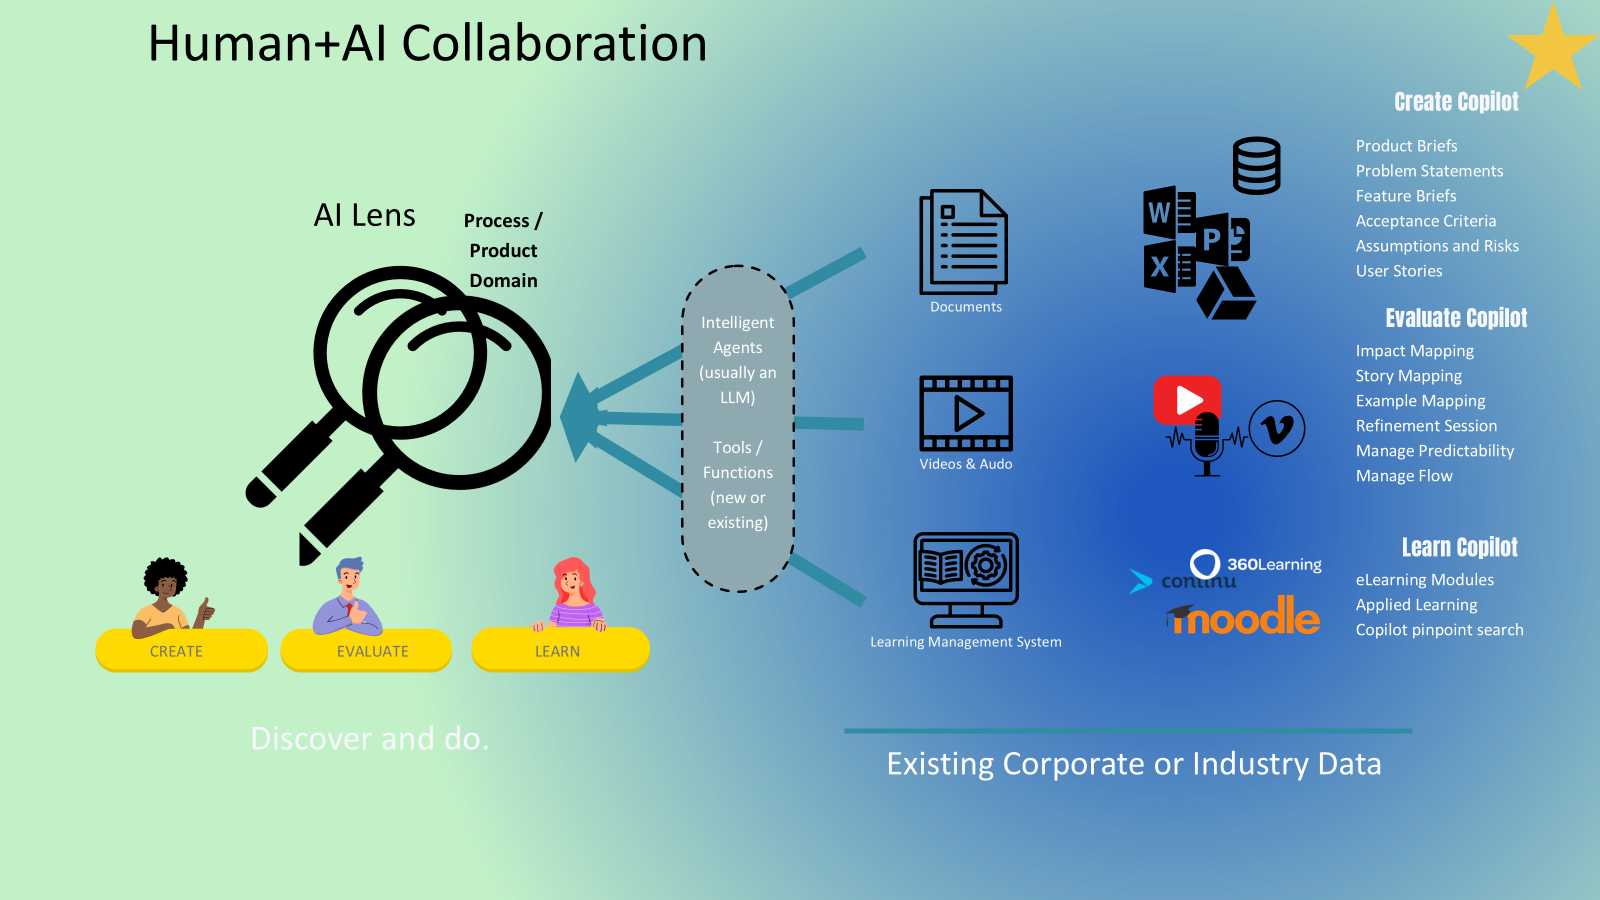 Human+AI Collaboration
AI Lens
Process /
Product
Domain
CREATE
EVALUATE
LEARN
Discover and do.
Intelligent
Agents
(usually an
LLM)
Tools /
Functions
(new or
existing)
Documents
Videos & Audo
Learning Management System
W
P
X
360Learning
continu
moodle
Existing Corporate or Industry Data
Create Copilot
Product Briefs
Problem Statements
Feature Briefs
Acceptance Criteria
Assumptions and Risks
User Stories
Evaluate Copilot
Impact Mapping
Story Mapping
Example Mapping
Refinement Session
Manage Predictability
Manage Flow
Learn Copilot
eLearning Modules
Applied Learning
Copilot pinpoint search